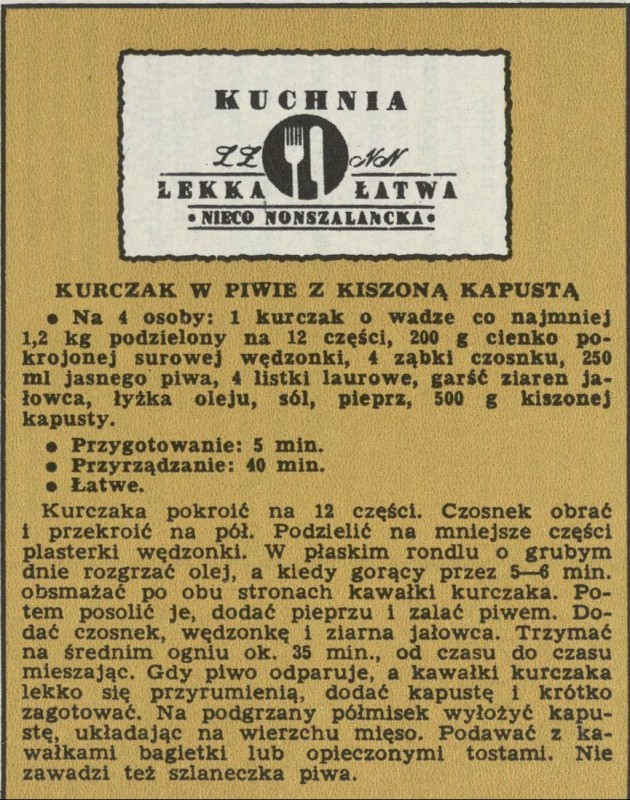 KUCHNIA
LŁ NN
LEKKA ŁATWA
• NIECO NONSZALANCKA •
KURCZAK W PIWIE Z KISZONĄ KAPUSTĄ
• Na 4 osoby: 1 kurczak o wadze co najmniej
1,2 kg podzielony na 12 części, 200 g cienko po-
krojonej surowej wędzonki, 4 ząbki czosnku, 250
ml jasnego piwa, 4 listki laurowe, garść ziaren ja-
łowca, łyżka oleju, sól, pieprz, 500 g kiszonej
kapusty.
• Przygotowanie: 5 min.
• Przyrządzanie: 40 min.
• Łatwe.
Kurczaka pokroić na 12 części. Czosnek obrać
i przekroić na pół. Podzielić na mniejsze części
plasterki wędzonki. W płaskim rondlu o grubym
dnie rozgrzać olej, a kiedy gorący przez 5—6 min.
obsmażać po obu stronach kawałki kurczaka. Po-
tem posolić je, dodać pieprzu i zalać piwem. Do-
dać czosnek, wędzonkę i ziarna jałowca. Trzymać
na średnim ogniu ok. 35 min., od czasu do czasu
mieszając. Gdy piwo odparuje, a kawałki kurczaka
lekko się przyrumienią, dodać kapustę i krótko
zagotować. Na podgrzany półmisek wyłożyć kapu-
stę, układając na wierzchu mięso. Podawać z ka-
wałkami bagietki lub opieczonymi tostami. Nie
zawadzi też szlaneczka piwa.